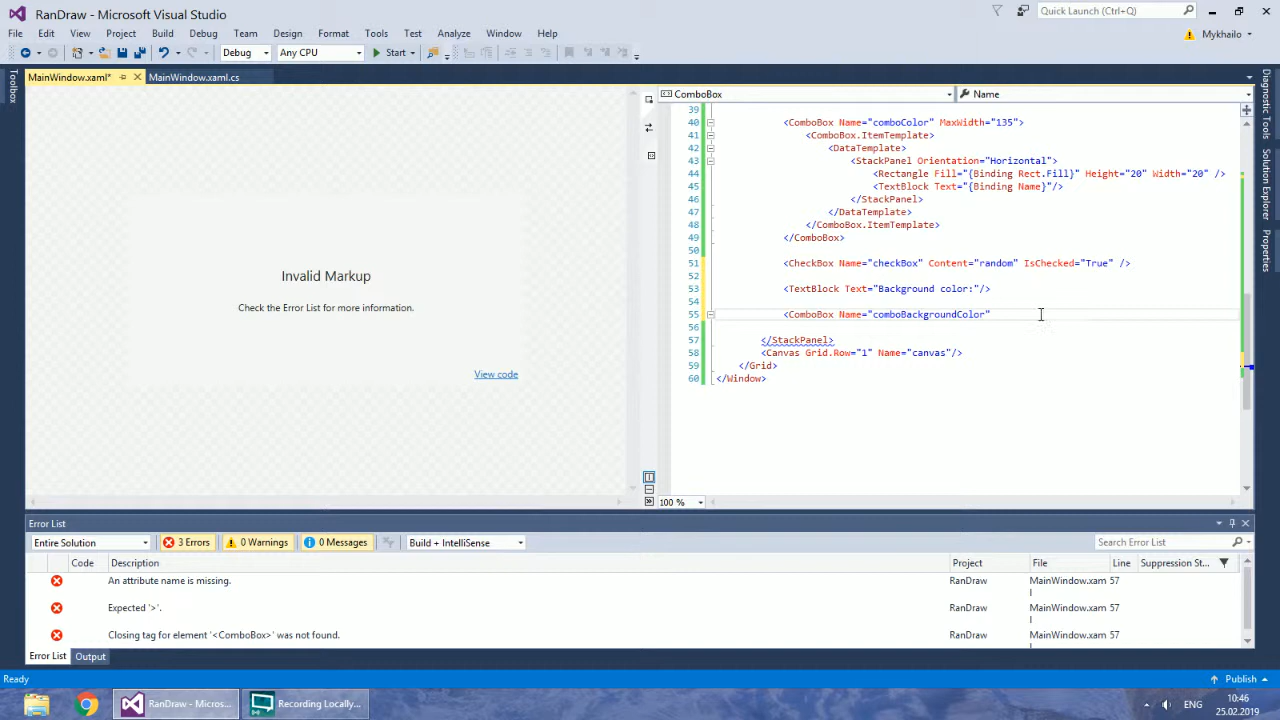 RanDraw - Microsoft Visual Studio
Quick Launch (Ctrl+Q)
File Edit View Project Build Debug Team Design Format Tools Test Analyze Window Help
Mykhailo
Debug Any CPU Start
MainWindow.xaml* MainWindow.xaml.cs
Toolbox
ComboBox Name
39
40 <ComboBox Name="comboColor" MaxWidth="135">
41 <ComboBox.ItemTemplate>
42 <DataTemplate>
43 <StackPanel Orientation="Horizontal">
44 <Rectangle Fill="{Binding Rect.Fill}" Height="20" Width="20" />
45 <TextBlock Text="{Binding Name}"/>
46 </StackPanel>
47 </DataTemplate>
48 </ComboBox.ItemTemplate>
49 </ComboBox>
50
51 <CheckBox Name="checkBox" Content="random" IsChecked="True" />
52
53 <TextBlock Text="Background color:"/>
54
55 <ComboBox Name="comboBackgroundColor"
56
57 </StackPanel>
58 <Canvas Grid.Row="1" Name="canvas"/>
59 </Grid>
60 </Window>
Invalid Markup
Check the Error List for more information.
View code
100 %
Diagnostic Tools
Solution Explorer
Properties
Error List
Entire Solution 3 Errors 0 Warnings 0 Messages Build + IntelliSense Search Error List
Code Description Project File Line Suppression St...
An attribute name is missing. RanDraw MainWindow.xam 57
l
Expected '>'. RanDraw MainWindow.xam 57
l
Closing tag for element '<ComboBox>' was not found. RanDraw MainWindow.xam 57
Error List Output
Ready Publish
RanDraw - Micros... Recording Locally... ENG 10:46
25.02.2019